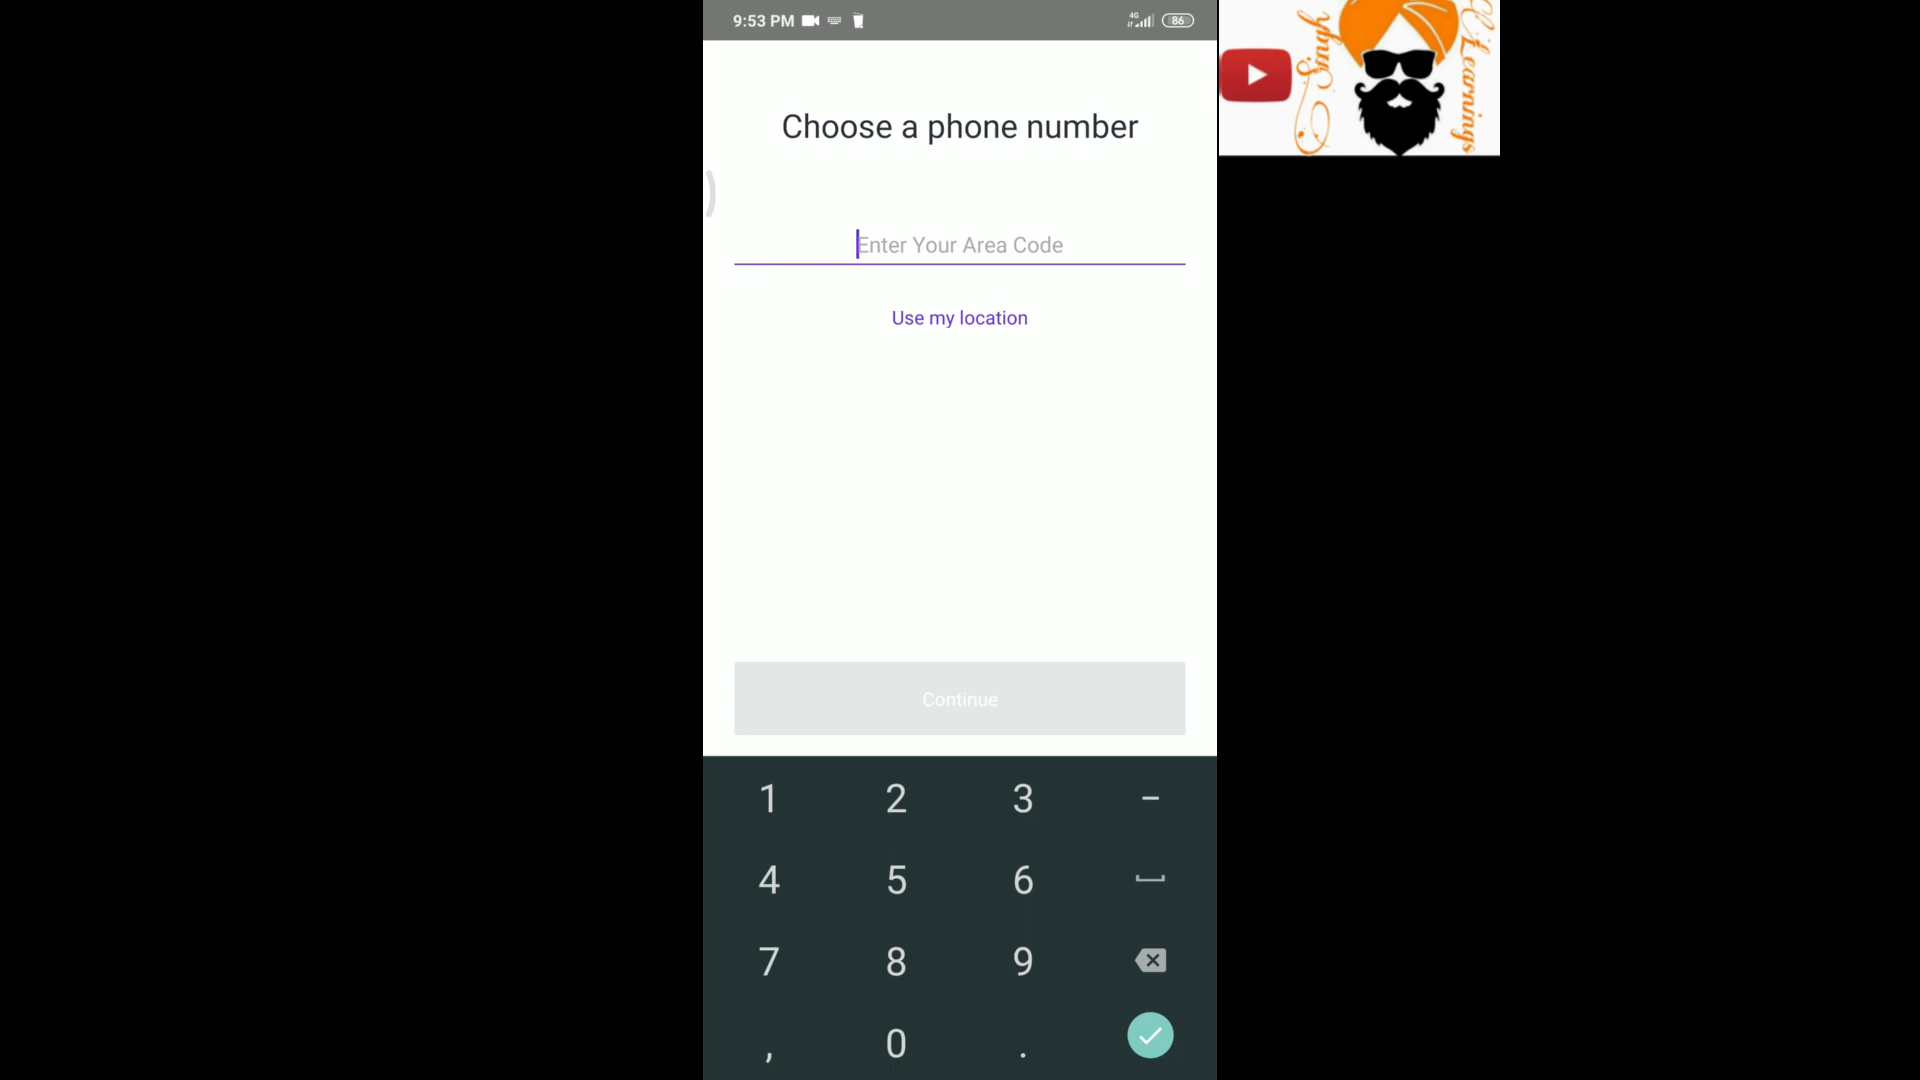 9:53 PM
4G
86
Choose a phone number
Enter Your Area Code
Use my location
Continue
1 2 3 -
4 5 6
7 8 9
, 0 .
Singh
Learnings